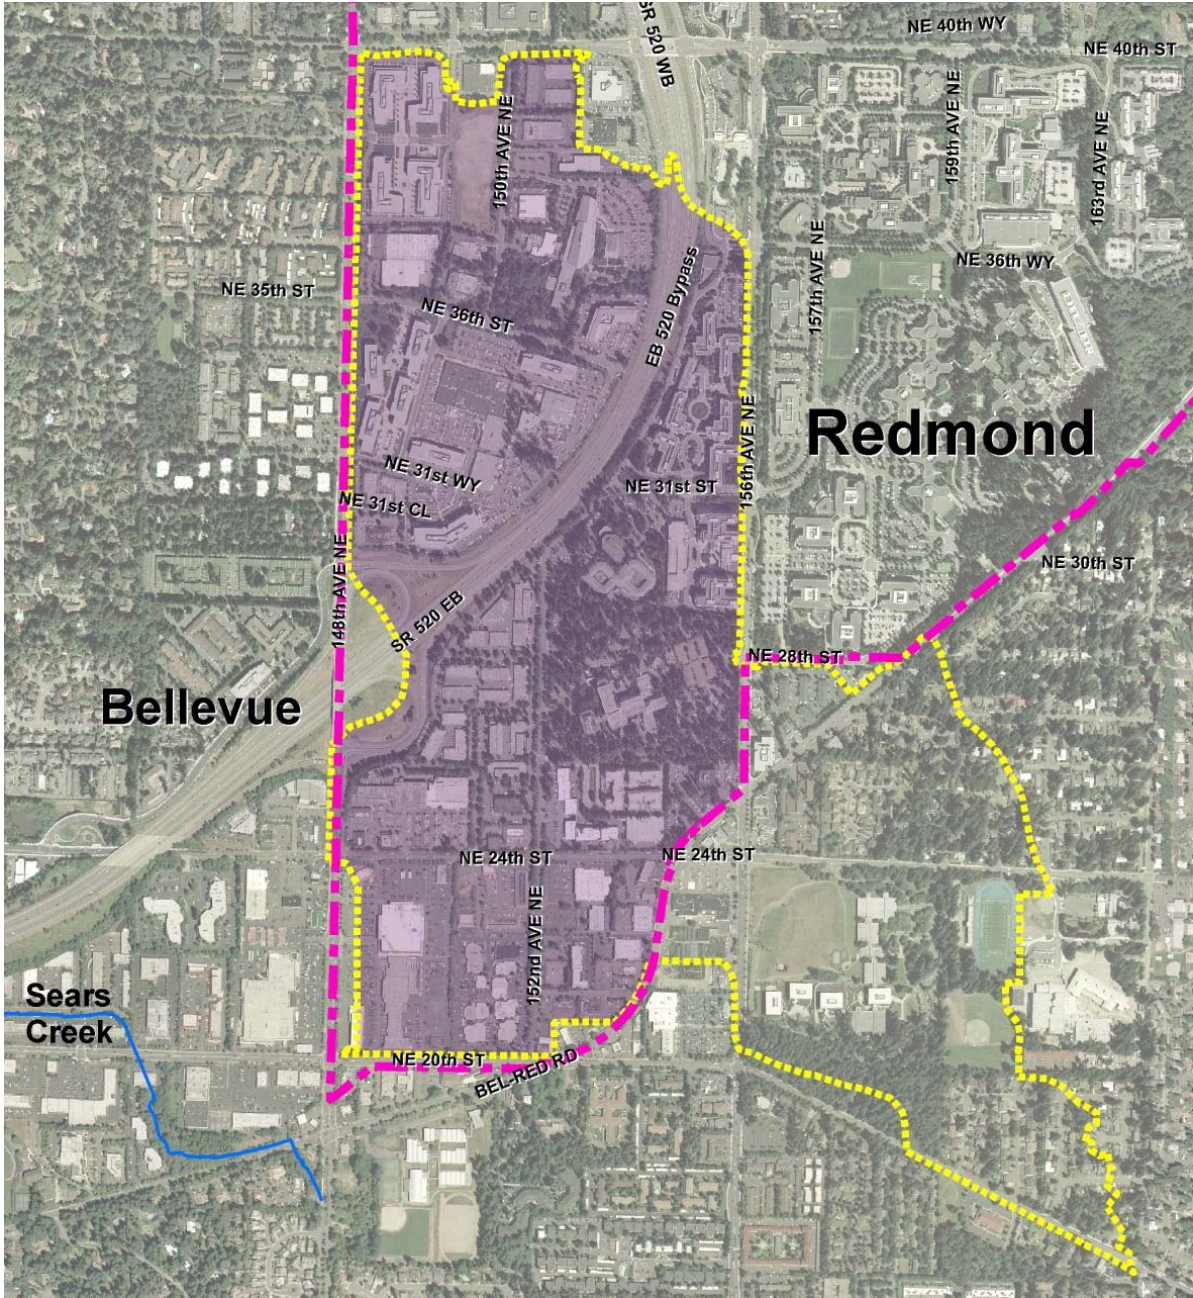 SR 520 WB
NE 40th WY
NE 40th ST
150th AVE NE
159th AVE NE
163rd AVE NE
157th AVE NE
NE 36th WY
NE 35th ST
NE 36th ST
EB 520 Bypass
Redmond
NE 31st WY
NE 31st CL
NE 31st ST
156th AVE NE
148th AVE NE
SR 520 EB
NE 30th ST
NE 28th ST
Bellevue
NE 24th ST
NE 24th ST
152nd AVE NE
Sears
Creek
NE 20th ST
BEL-RED RD